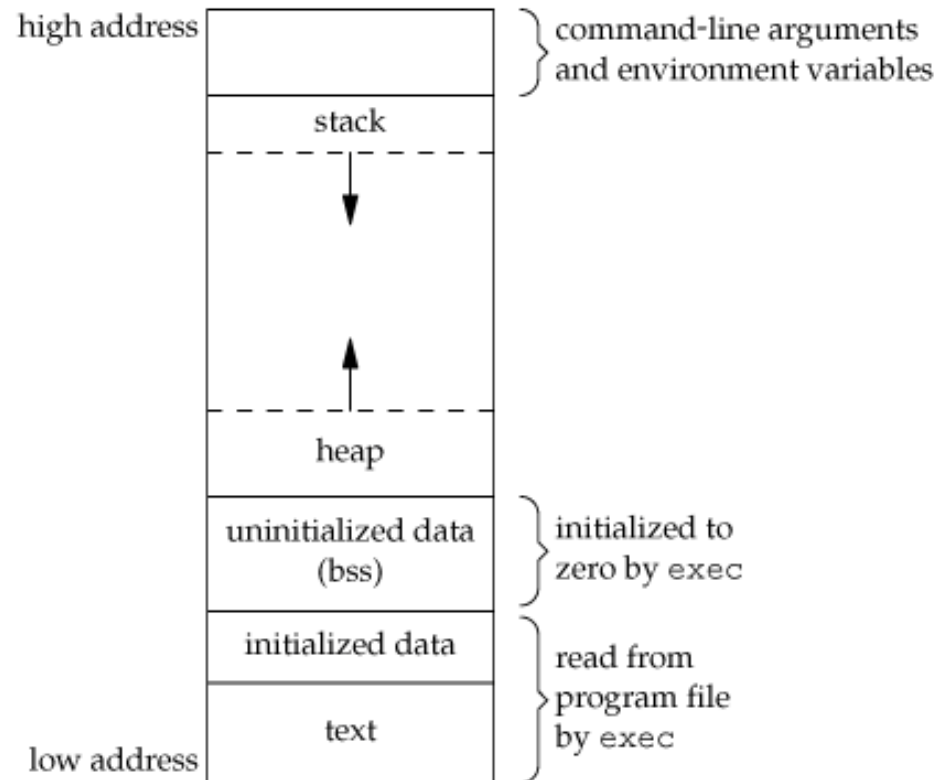 high address
command-line arguments
and environment variables
stack
heap
uninitialized data
(bss)
initialized to
zero by exec
initialized data
read from
program file
by exec
text
low address